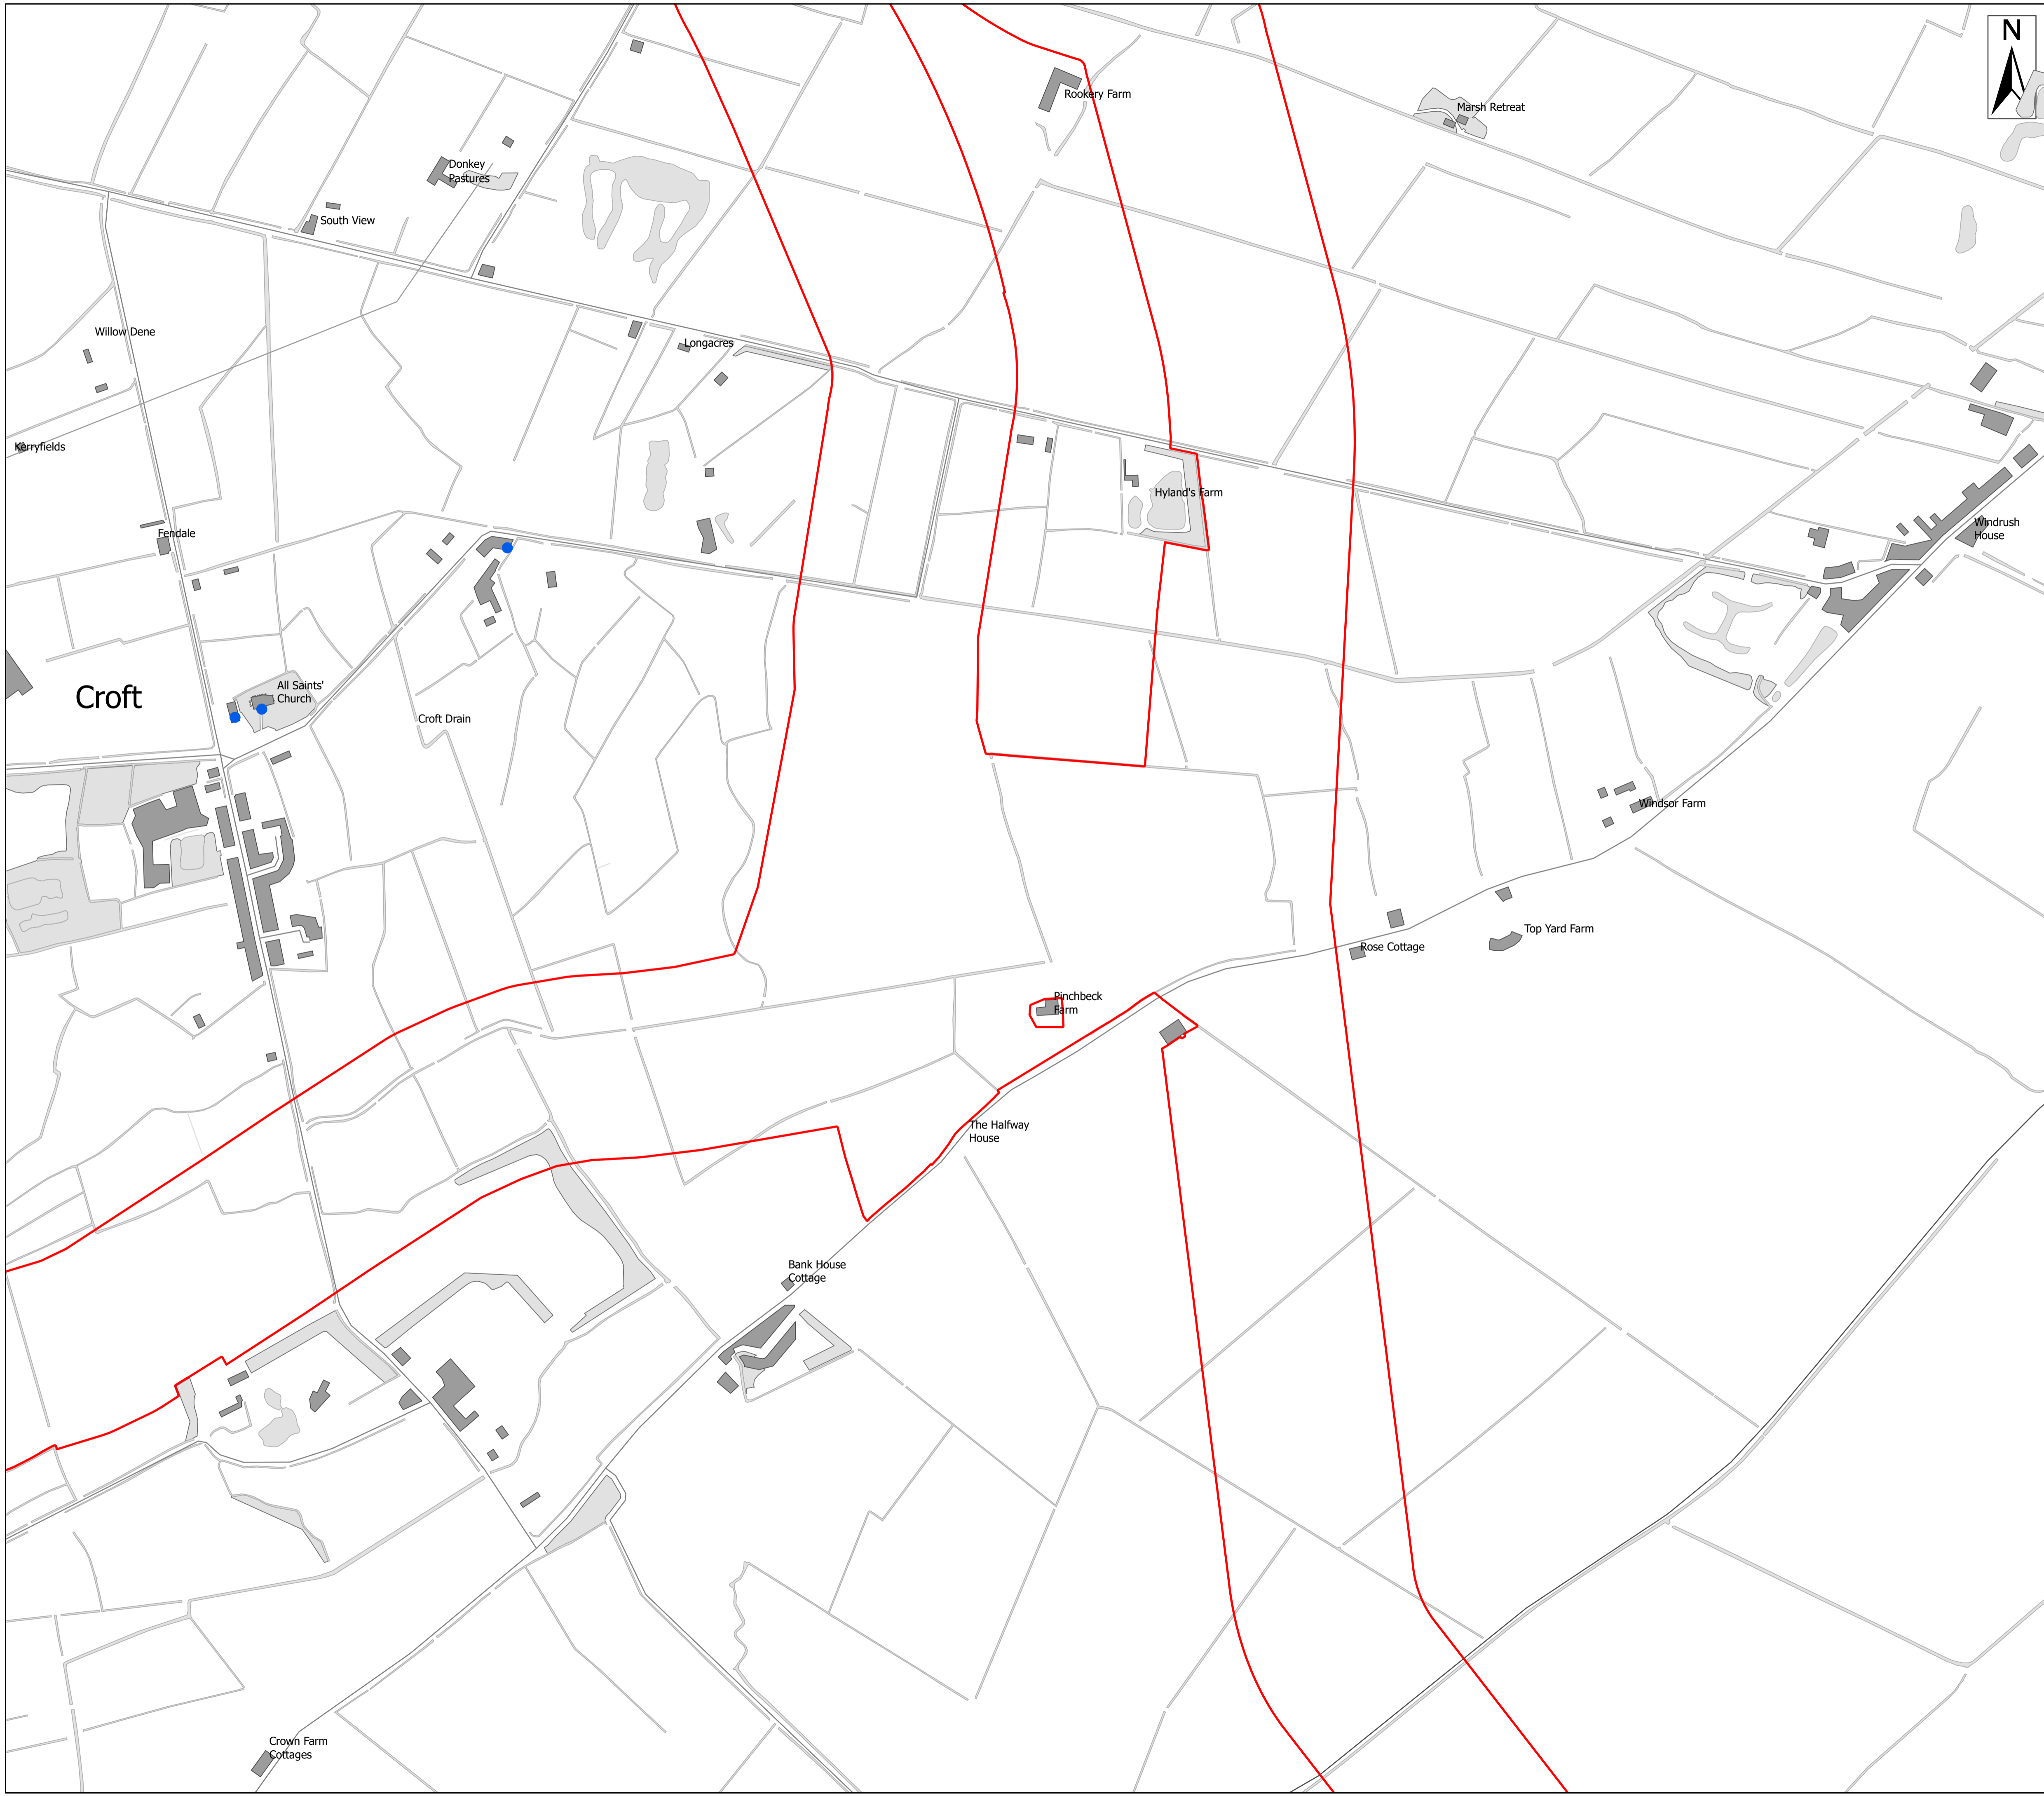 N
Rookery Farm
Marsh Retreat
Donkey
Pastures
South View
Willow Dene
Longacres
Kerryfields
Hyland's Farm
Fendale
Windrush
House
All Saints'
Church
Croft
Croft Drain
Windsor Farm
Top Yard Farm
Rose Cottage
Pinchbeck
Farm
The Halfway
House
Bank House
Cottage
Crown Farm
Cottages